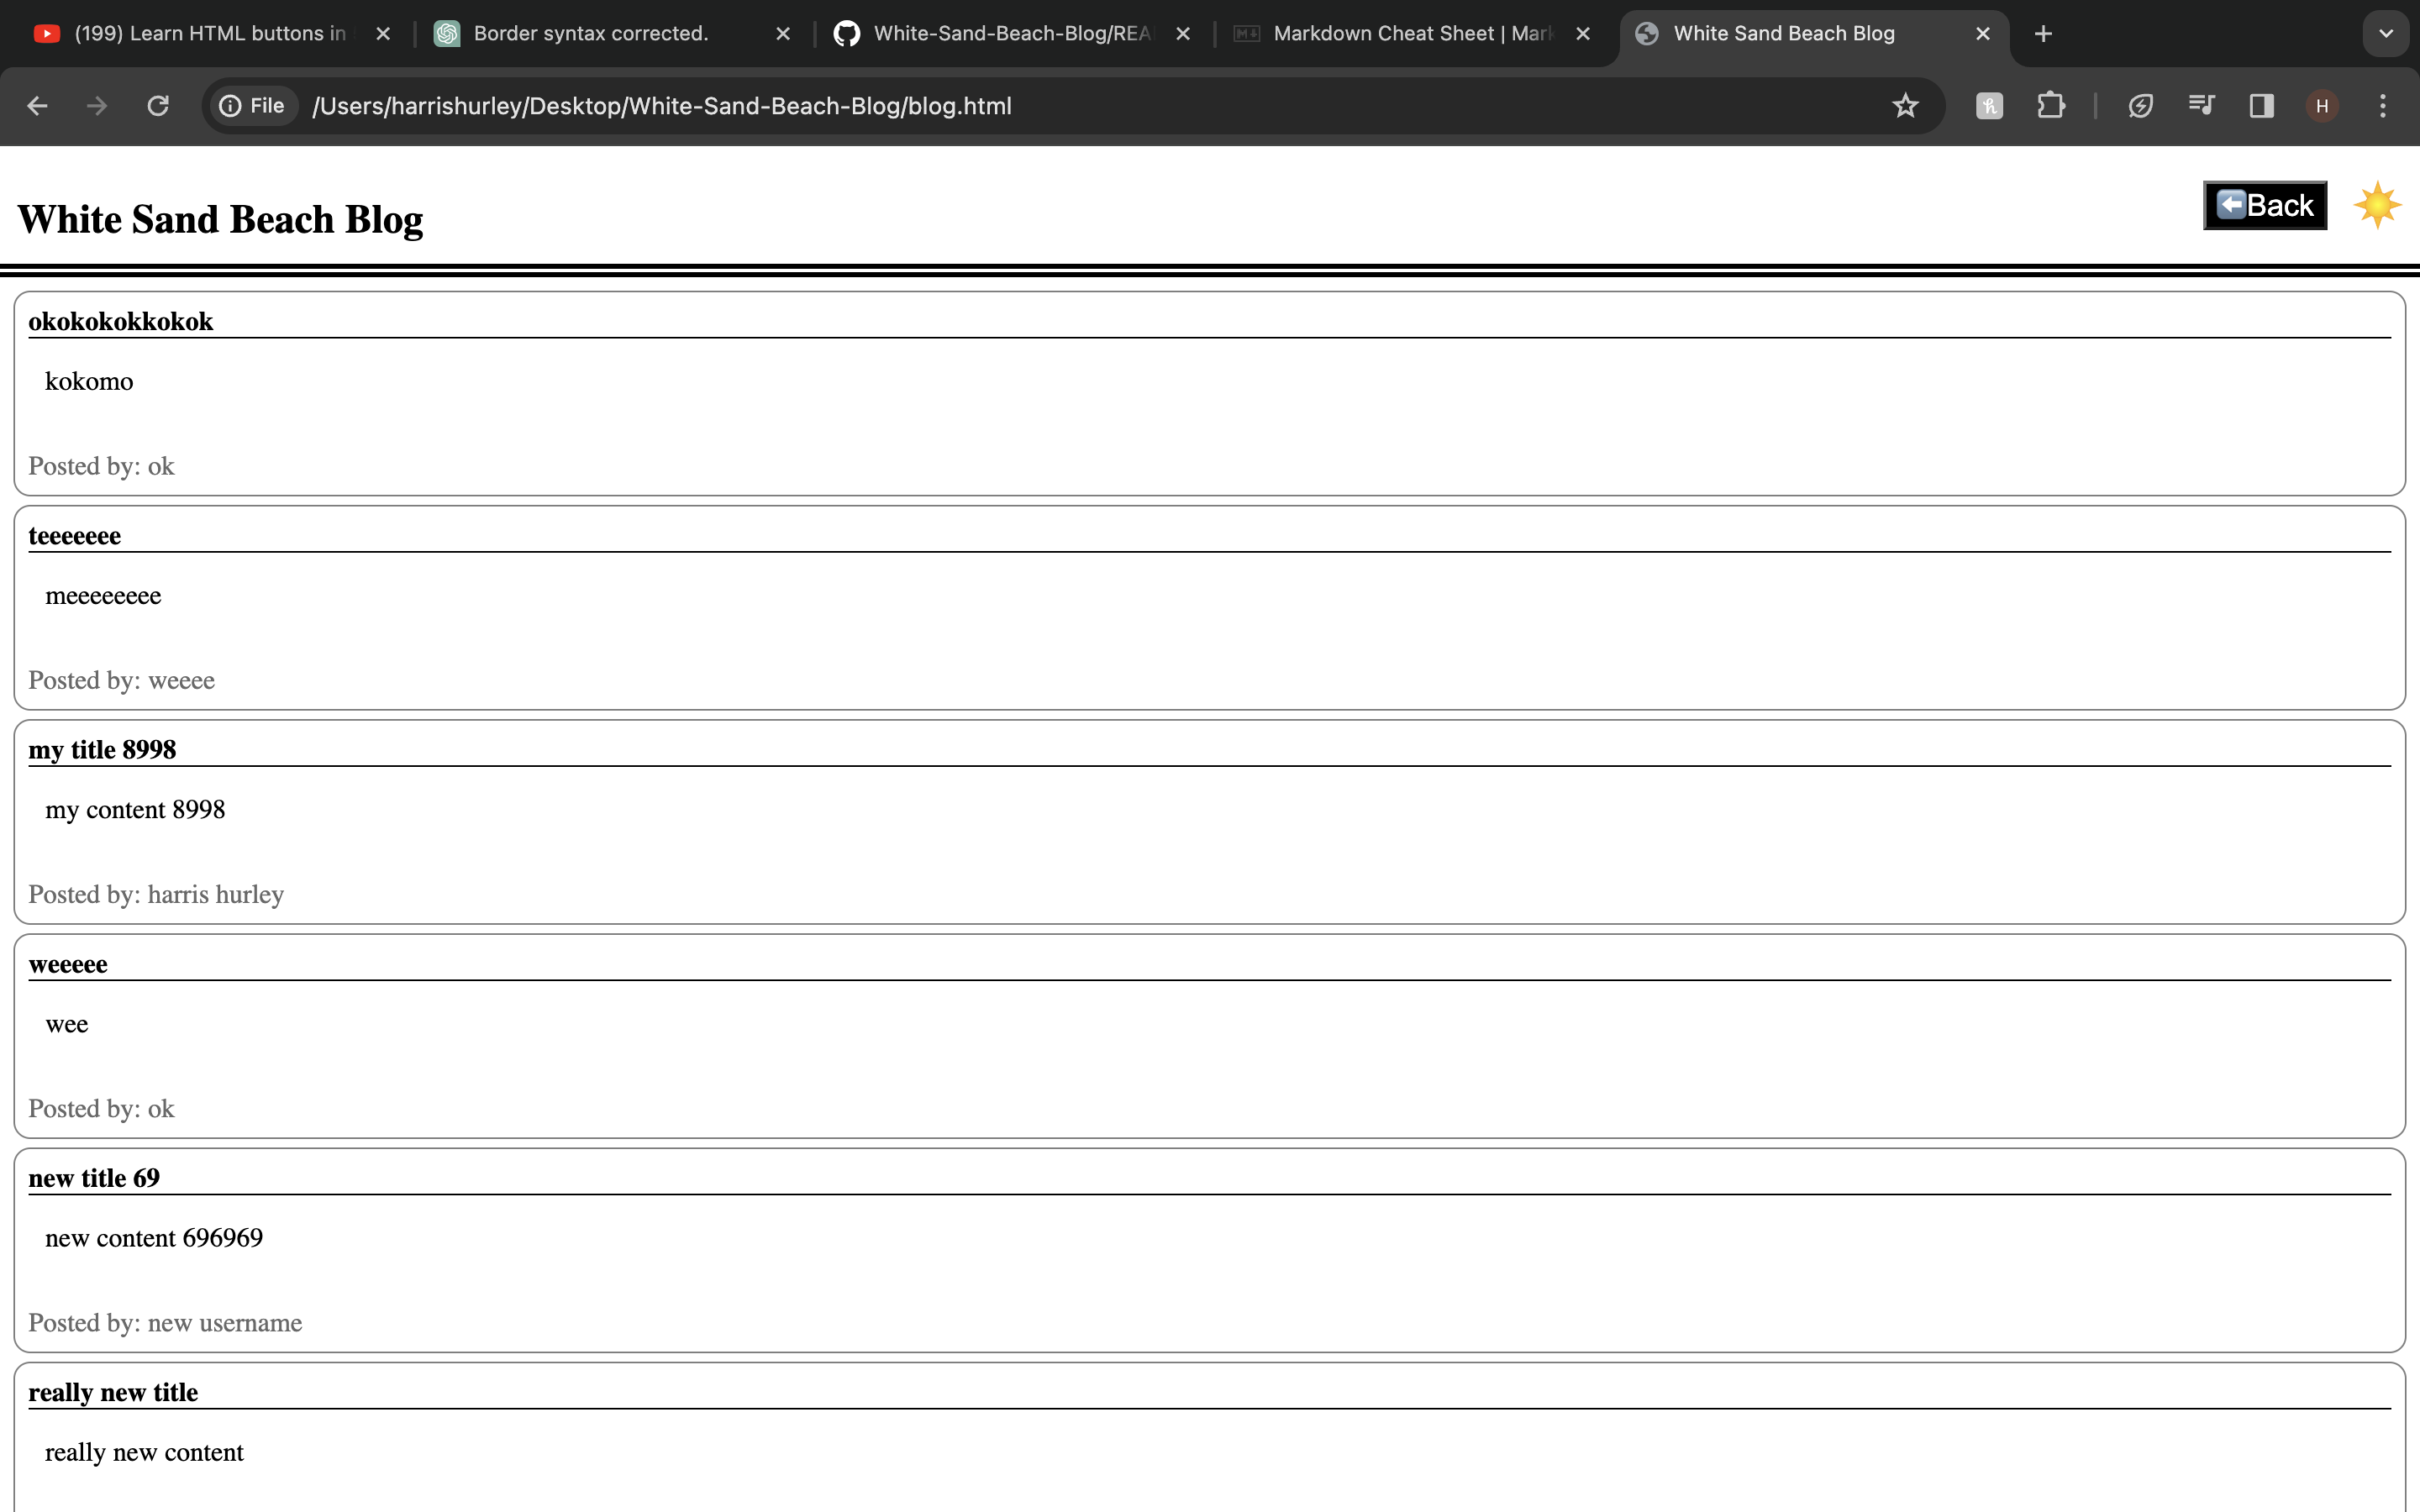 (199) Learn HTML buttons in
Border syntax corrected.
White-Sand-Beach-Blog/REA
Markdown Cheat Sheet | Mark
White Sand Beach Blog
File
/Users/harrishurley/Desktop/White-Sand-Beach-Blog/blog.html
H
White Sand Beach Blog
Back
okokokokkokok
kokomo
Posted by: ok
teeeeeee
meeeeeeee
Posted by: weeee
my title 8998
my content 8998
Posted by: harris hurley
weeeee
wee
Posted by: ok
new title 69
new content 696969
Posted by: new username
really new title
really new content